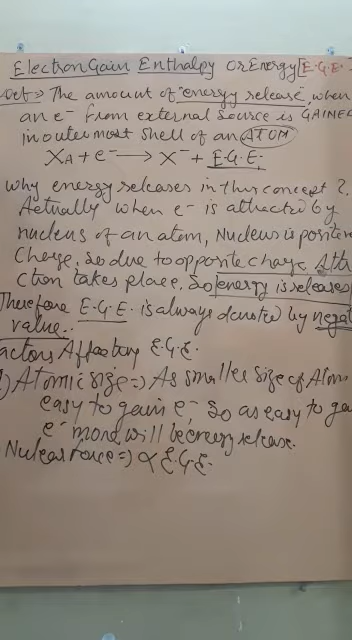 Electron Gain Enthalpy Or Energy [E.G.E.
Def => The amount of "energy release", when
an e⁻ from external source is GAINED
in outer most shell of an ATOM
XA + e⁻ → X⁻ + E.G.E.
Why energy releases in this concept ?
Actually when e⁻ is attracted by
nucleus of an atom, Nucleus is positive
Charge. So due to opposite charge Attra
ction takes place. So energy is releases
Therefore E.G.E. is always denoted by negat
value.
actors Affecting E.G.E.
1) Atomic size => As smaller size of Atom
easy to gain e⁻. So as easy to ga
e⁻ more will be energy release.
Nuclear Force => ∝ E.G.E.